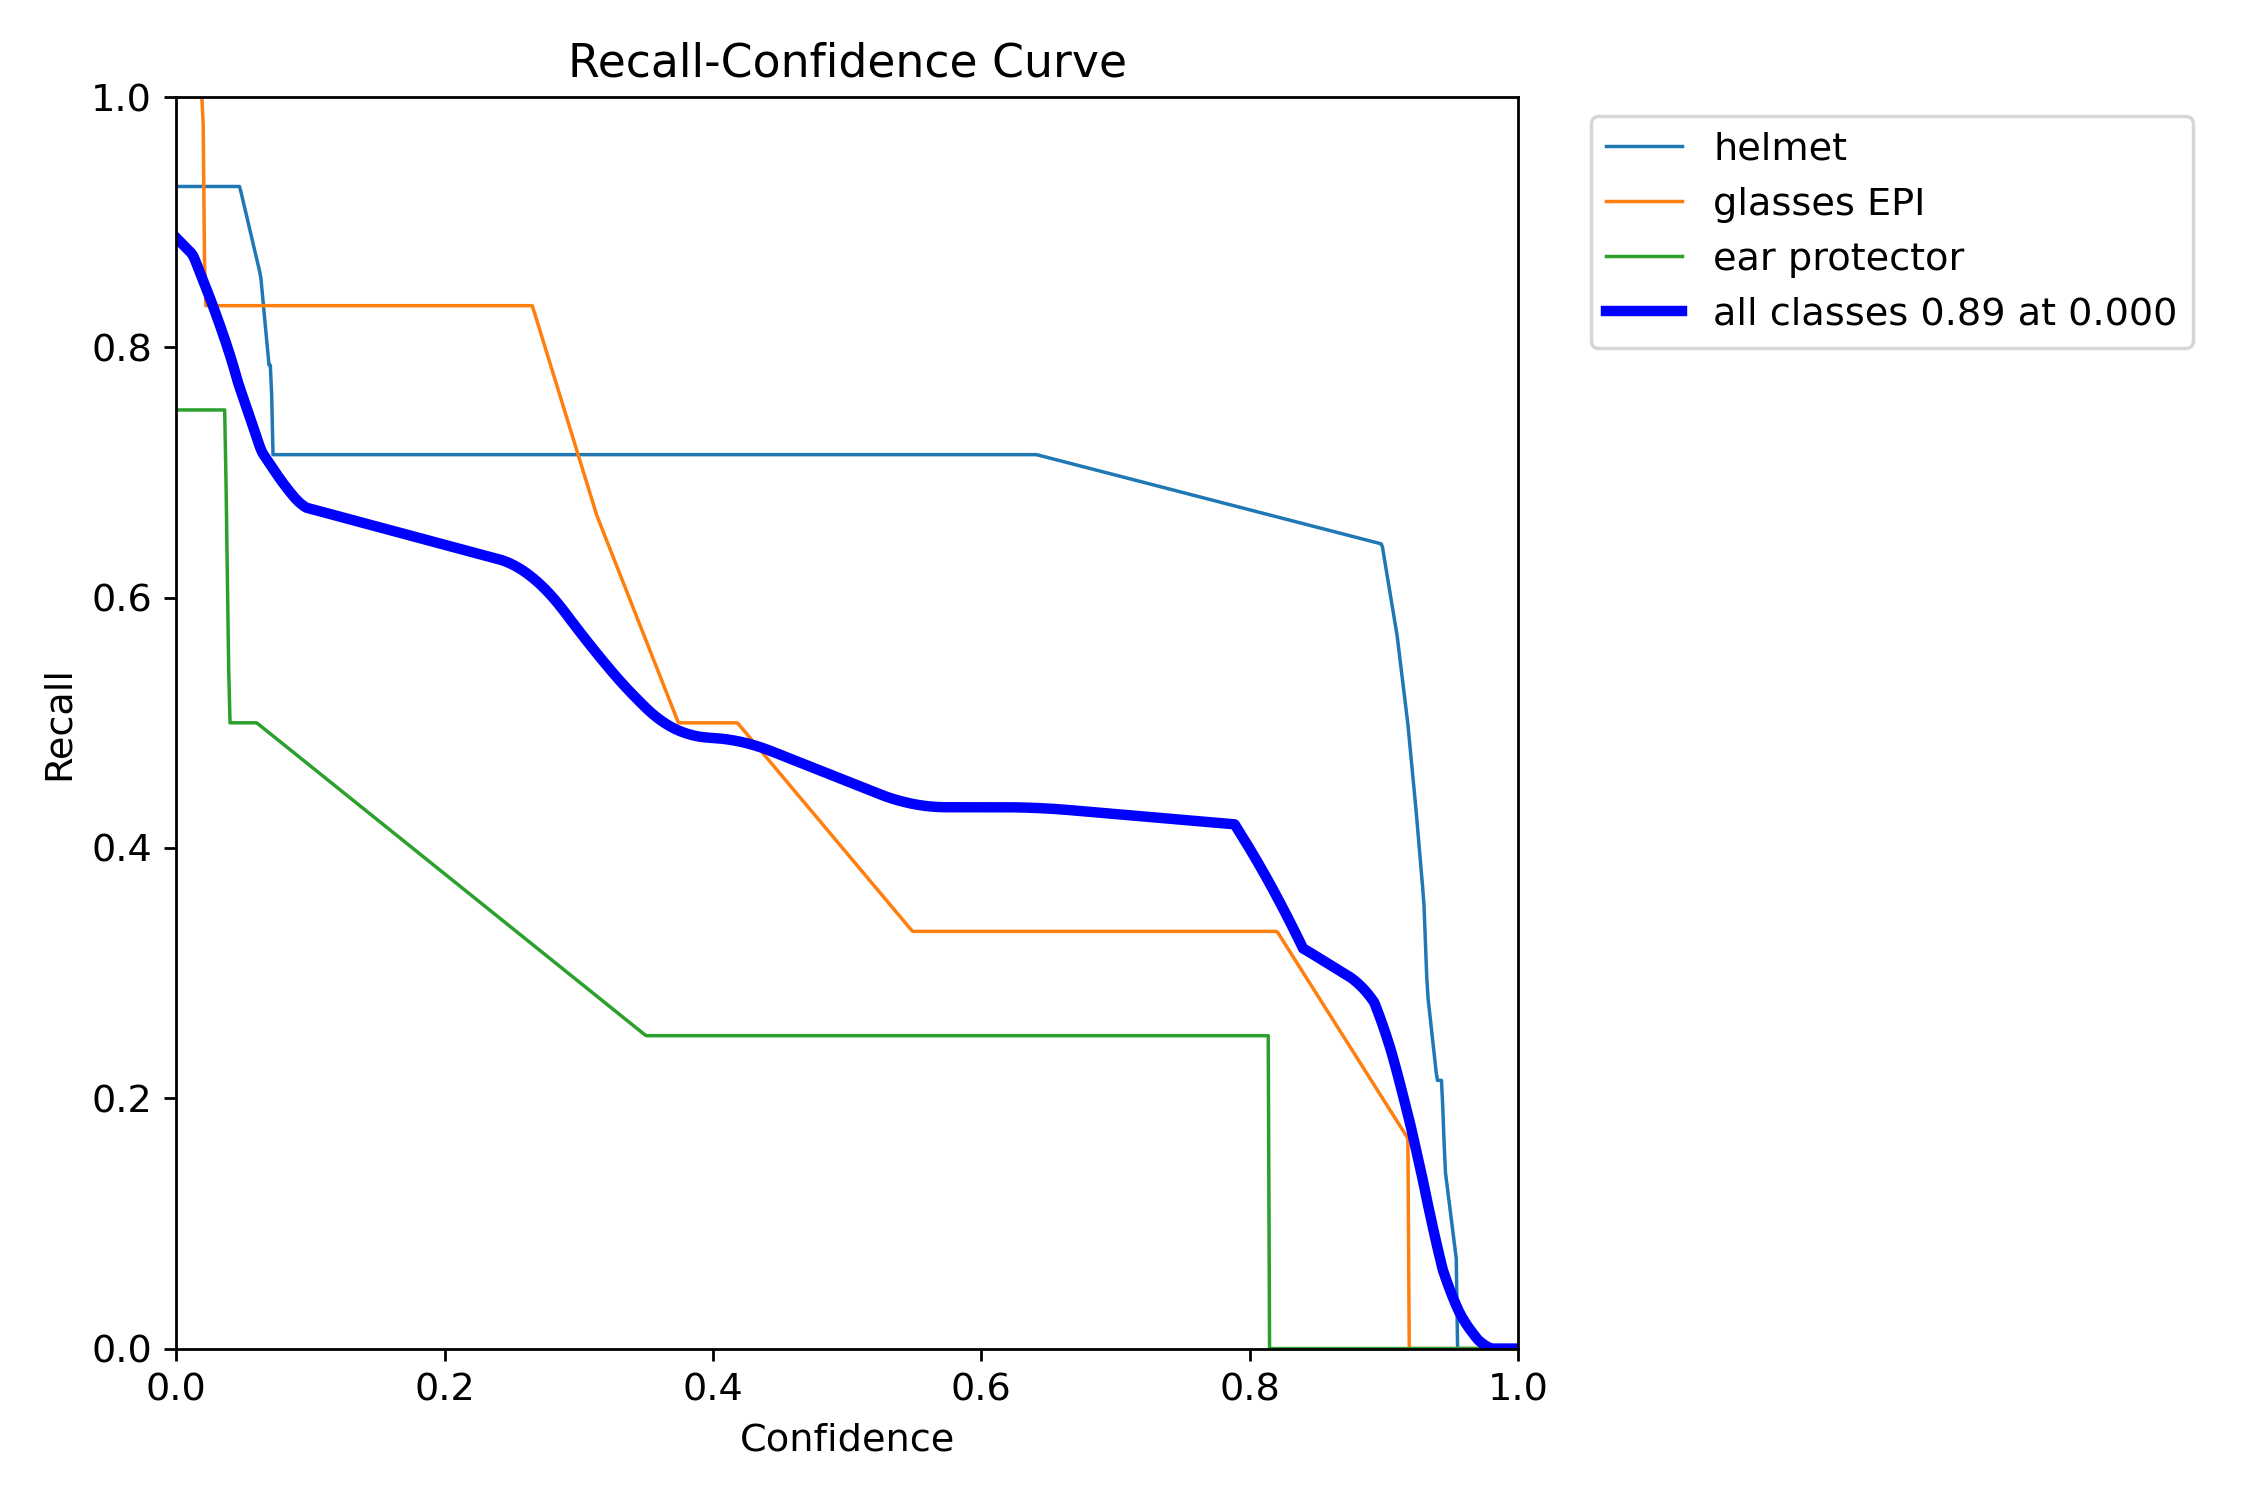 Recall-Confidence Curve
1.0
0.8
0.6
0.4
0.2
0.0
Recall
0.0 0.2 0.4 0.6 0.8 1.0
Confidence
helmet
glasses EPI
ear protector
all classes 0.89 at 0.000